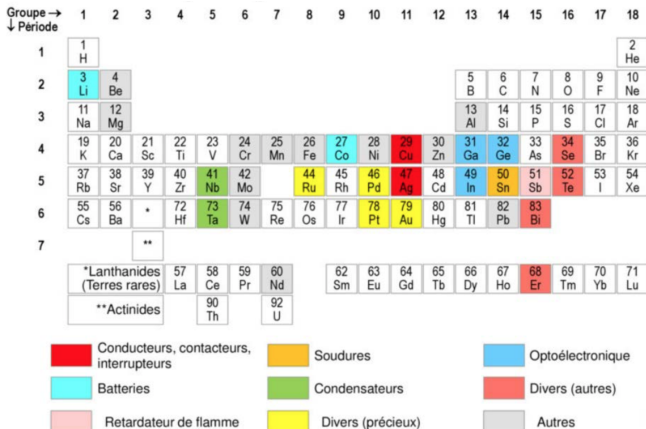 Groupe → 1 2 3 4 5 6 7 8 9 10 11 12 13 14 15 16 17 18
↓ Période
1 1 2
H He
2 3 4 5 6 7 8 9 10
Li Be B C N O F Ne
3 11 12 13 14 15 16 17 18
Na Mg Al Si P S Cl Ar
4 19 20 21 22 23 24 25 26 27 28 29 30 31 32 33 34 35 36
K Ca Sc Ti V Cr Mn Fe Co Ni Cu Zn Ga Ge As Se Br Kr
5 37 38 39 40 41 42 44 45 46 47 48 49 50 51 52 53 54
Rb Sr Y Zr Nb Mo Ru Rh Pd Ag Cd In Sn Sb Te I Xe
6 55 56 * 72 73 74 75 76 77 78 79 80 81 82 83
Cs Ba Hf Ta W Re Os Ir Pt Au Hg Tl Pb Bi
7 **
*Lanthanides 57 58 59 60 62 63 64 65 66 67 68 69 70 71
(Terres rares) La Ce Pr Nd Sm Eu Gd Tb Dy Ho Er Tm Yb Lu
**Actinides 90 92
Th U
Conducteurs, contacteurs,
interrupteurs
Soudures
Optoélectronique
Batteries
Condensateurs
Divers (autres)
Retardateur de flamme
Divers (précieux)
Autres